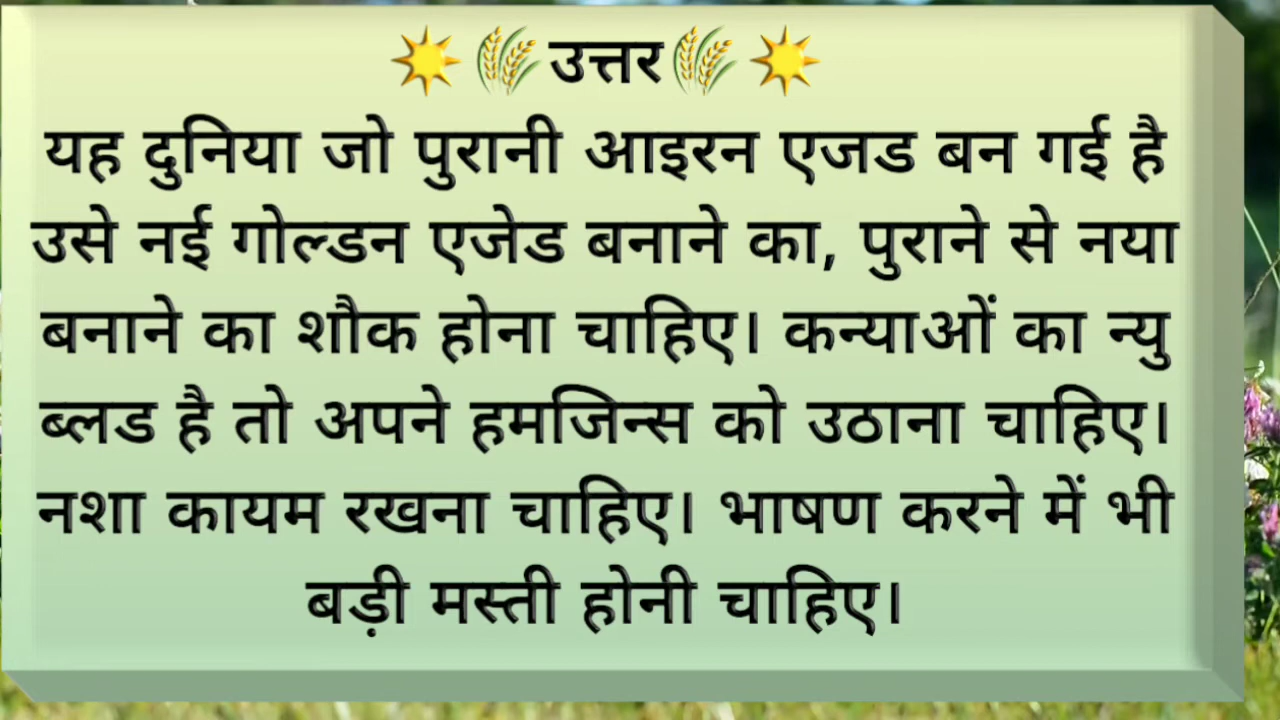 ☀️🌾उत्तर🌾☀️
यह दुनिया जो पुरानी आइरन एजड बन गई है
उसे नई गोल्डन एजेड बनाने का, पुराने से नया
बनाने का शौक होना चाहिए। कन्याओं का न्यु
ब्लड है तो अपने हमजिन्स को उठाना चाहिए।
नशा कायम रखना चाहिए। भाषण करने में भी
बड़ी मस्ती होनी चाहिए।